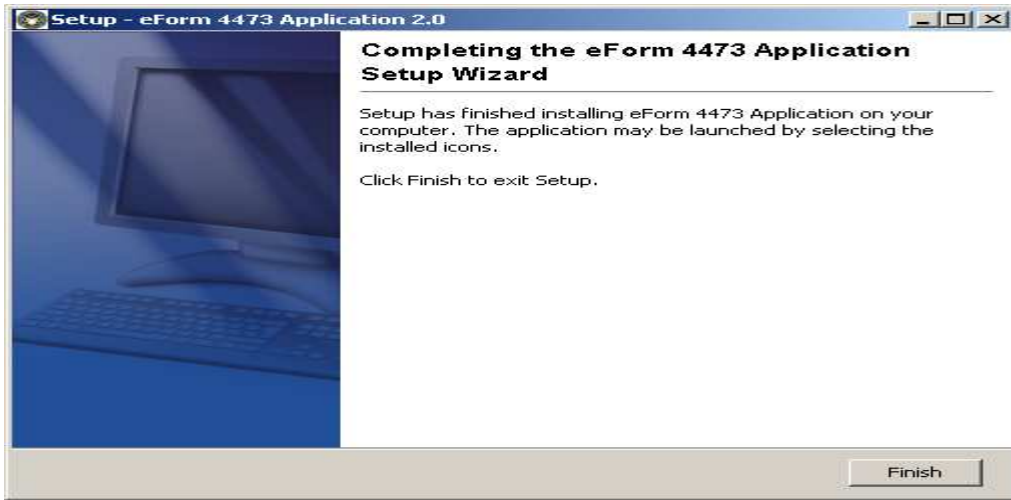 Setup - eForm 4473 Application 2.0
Completing the eForm 4473 Application
Setup Wizard
Setup has finished installing eForm 4473 Application on your
computer. The application may be launched by selecting the
installed icons.
Click Finish to exit Setup.
Finish